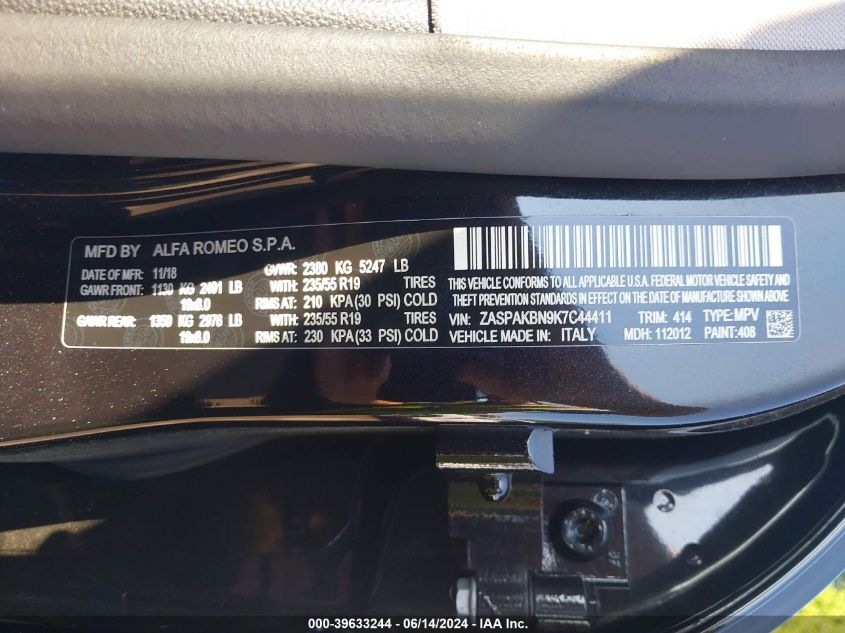 MFD BY ALFA ROMEO S.P.A.
DATE OF MFR: 11/18 GVWR: 2380 KG 5247 LB
GAWR FRONT: 1130 KG 2491 LB WITH: 235/55 R19 TIRES
19x8.0 RIMS AT: 210 KPA (30 PSI) COLD
GAWR REAR: 1350 KG 2976 LB WITH: 235/55 R19 TIRES
19x8.0 RIMS AT: 230 KPA (33 PSI) COLD
THIS VEHICLE CONFORMS TO ALL APPLICABLE U.S.A. FEDERAL MOTOR VEHICLE SAFETY AND
THEFT PREVENTION STANDARDS IN EFFECT ON THE DATE OF MANUFACTURE SHOWN ABOVE.
VIN: ZASPAKBN9K7C44411 TRIM: 414 TYPE: MPV
VEHICLE MADE IN: ITALY MDH: 112012 PAINT: 408
000-39633244 / 06/14/2024 - IAA Inc.